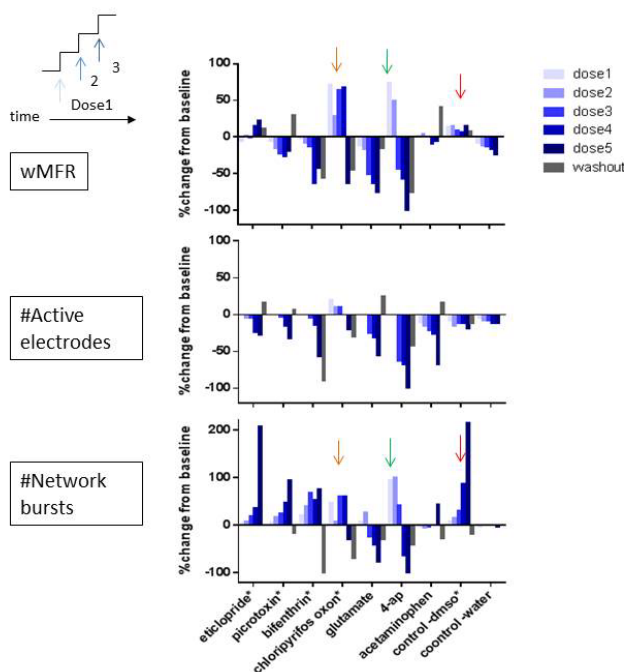 3
2
Dose1
time
wMFR
%change from baseline
100
50
0
-50
-100
dose1
dose2
dose3
dose4
dose5
washout
#Active
electrodes
%change from baseline
100
50
0
-50
-100
#Network
bursts
%change from baseline
200
100
0
-100
eticlopride*
picrotoxin*
bifenthrin*
chloripyrifos oxon*
glutamate
4-ap
acetaminophen
control -dmso*
coontrol -water